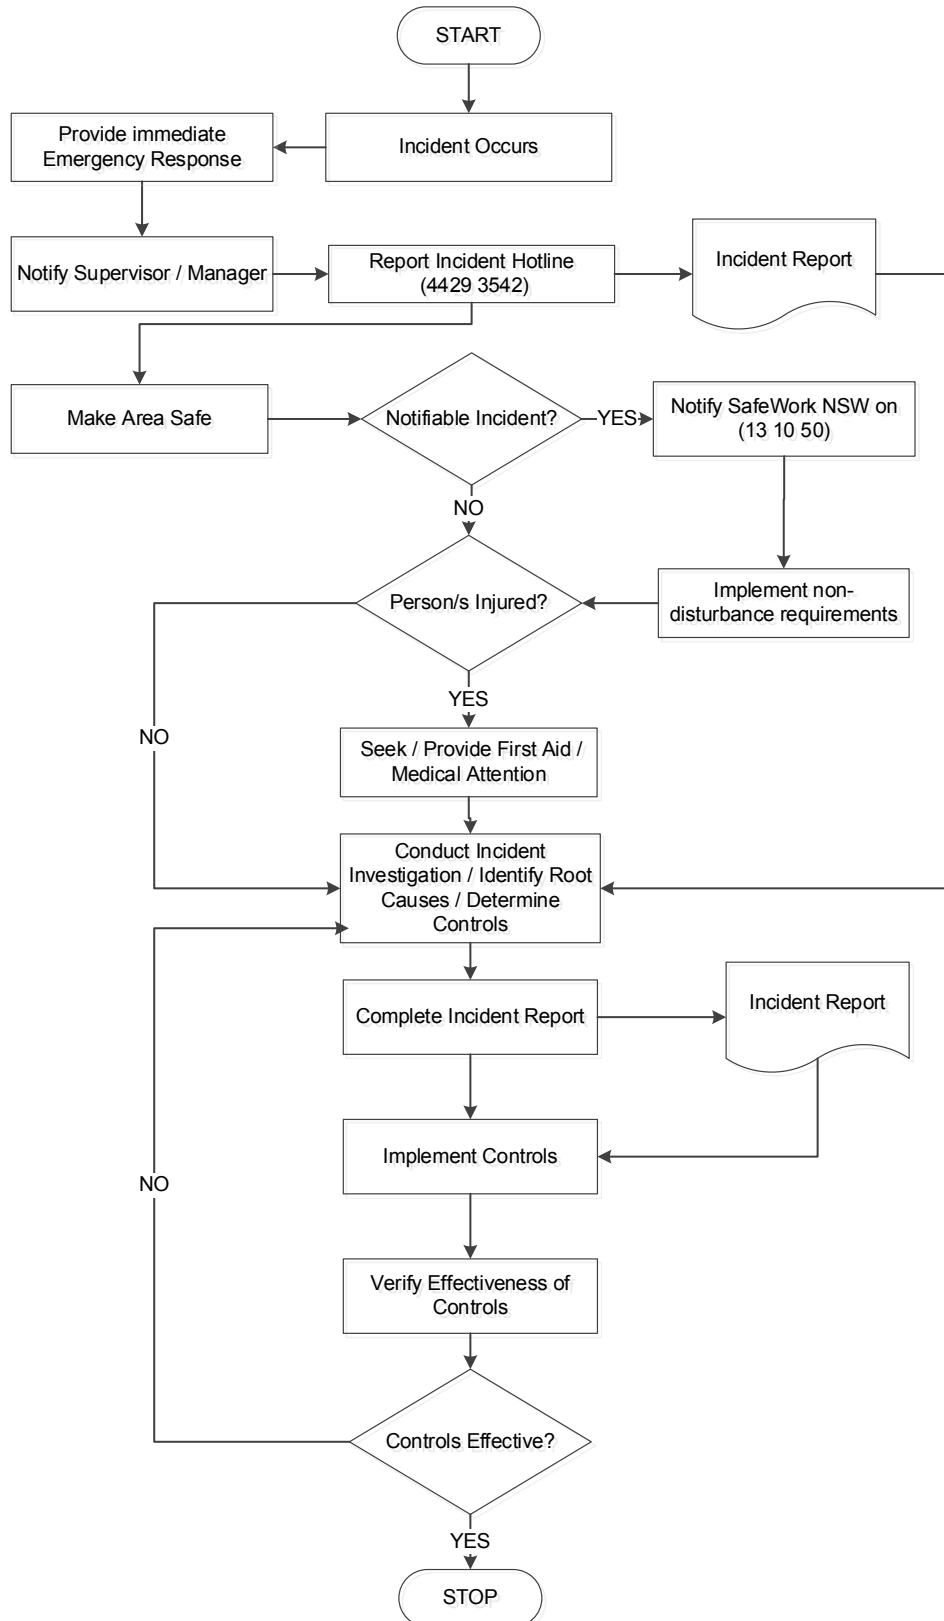 START
Incident Occurs
Provide immediate
Emergency Response
Notify Supervisor / Manager
Report Incident Hotline
(4429 3542)
Incident Report
Make Area Safe
Notifiable Incident?
YES
Notify SafeWork NSW on
(13 10 50)
NO
Implement non-
disturbance requirements
Person/s Injured?
YES
NO
Seek / Provide First Aid /
Medical Attention
Conduct Incident
Investigation / Identify Root
Causes / Determine
Controls
Complete Incident Report
Incident Report
Implement Controls
NO
Verify Effectiveness of
Controls
Controls Effective?
YES
STOP